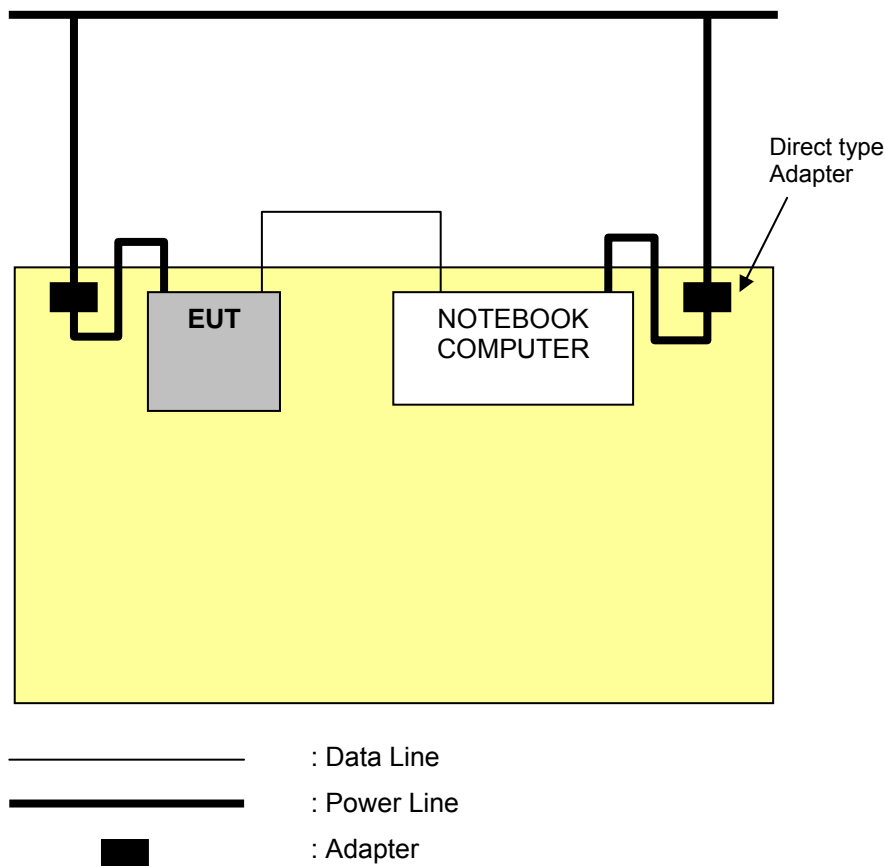 Direct type
Adapter
EUT
NOTEBOOK
COMPUTER
: Data Line
: Power Line
: Adapter